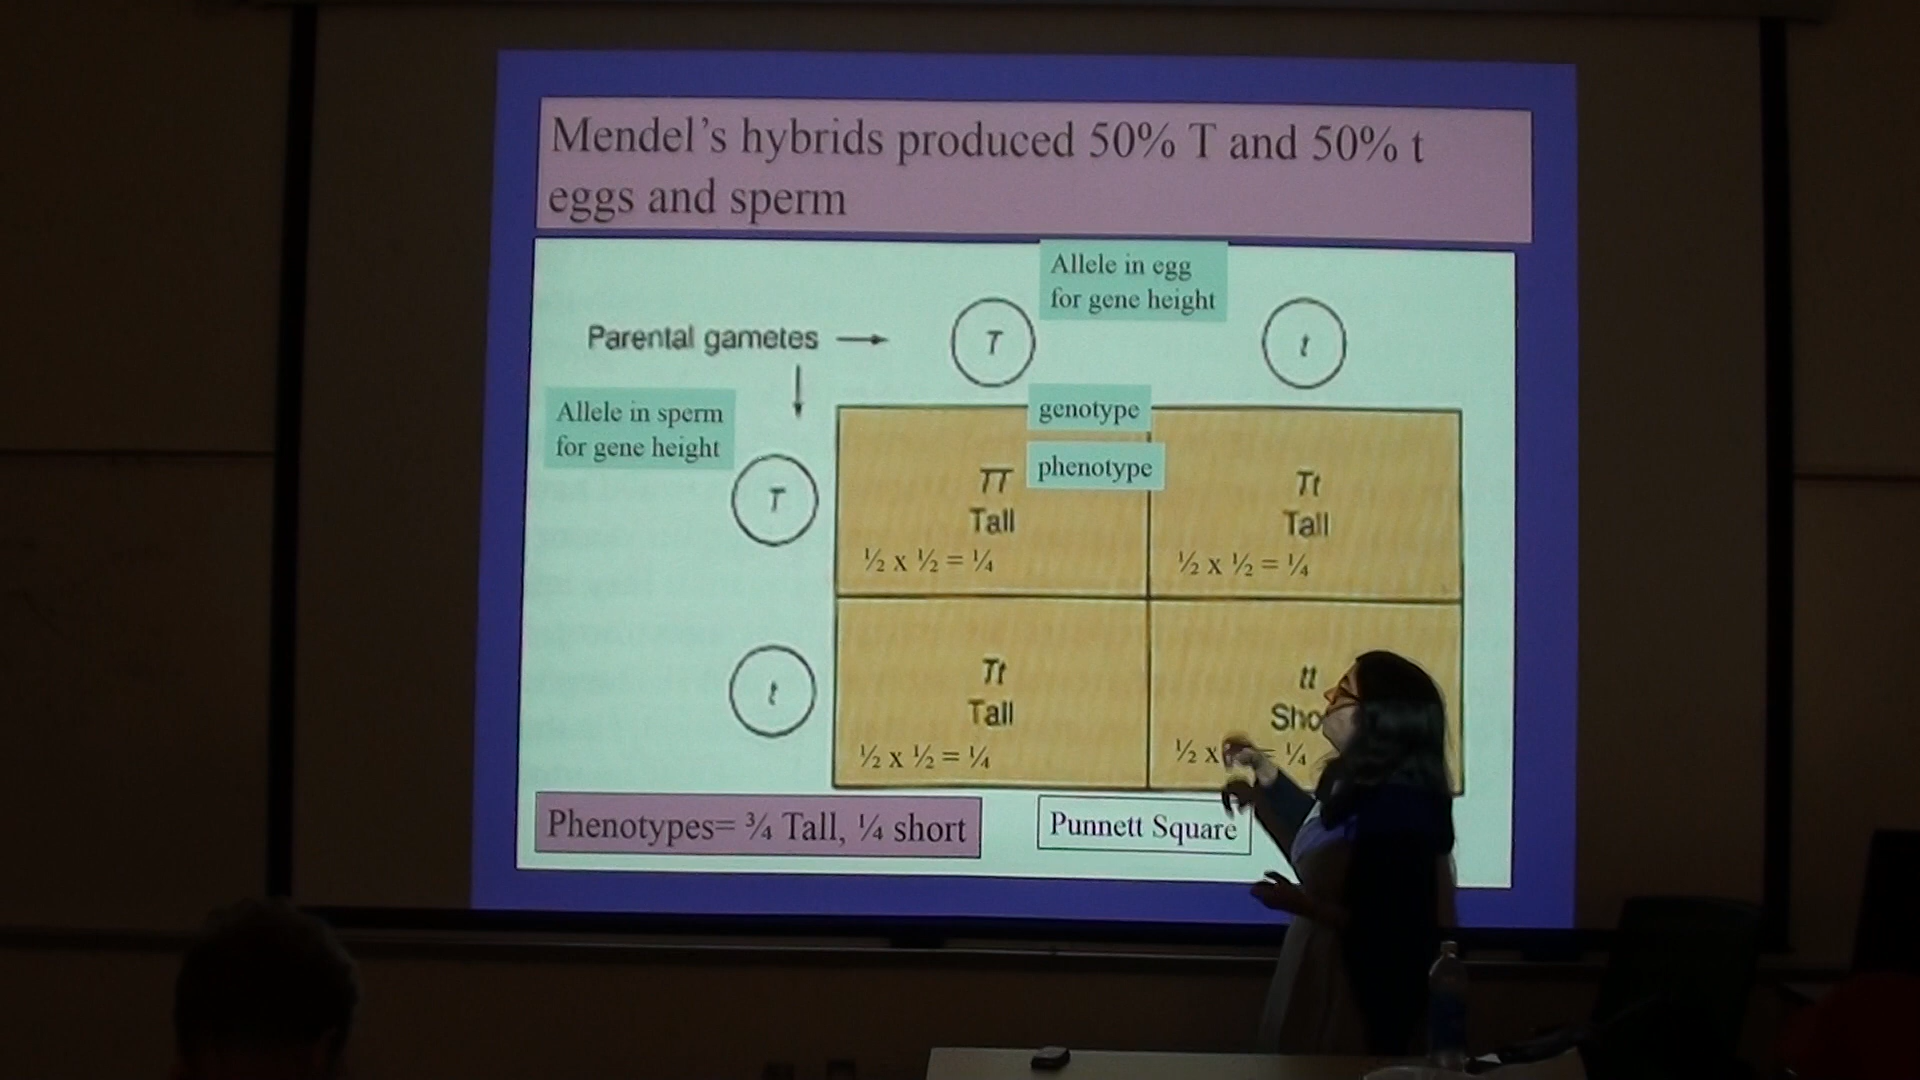 Mendel's hybrids produced 50% T and 50% t
eggs and sperm
Allele in egg
for gene height
Parental gametes
T
t
Allele in sperm
for gene height
genotype
phenotype
T
TT
Tall
½ x ½ = ¼
Tt
Tall
½ x ½ = ¼
t
Tt
Tall
½ x ½ = ¼
tt
Sho
½ x = ¼
Phenotypes= ¾ Tall, ¼ short
Punnett Square